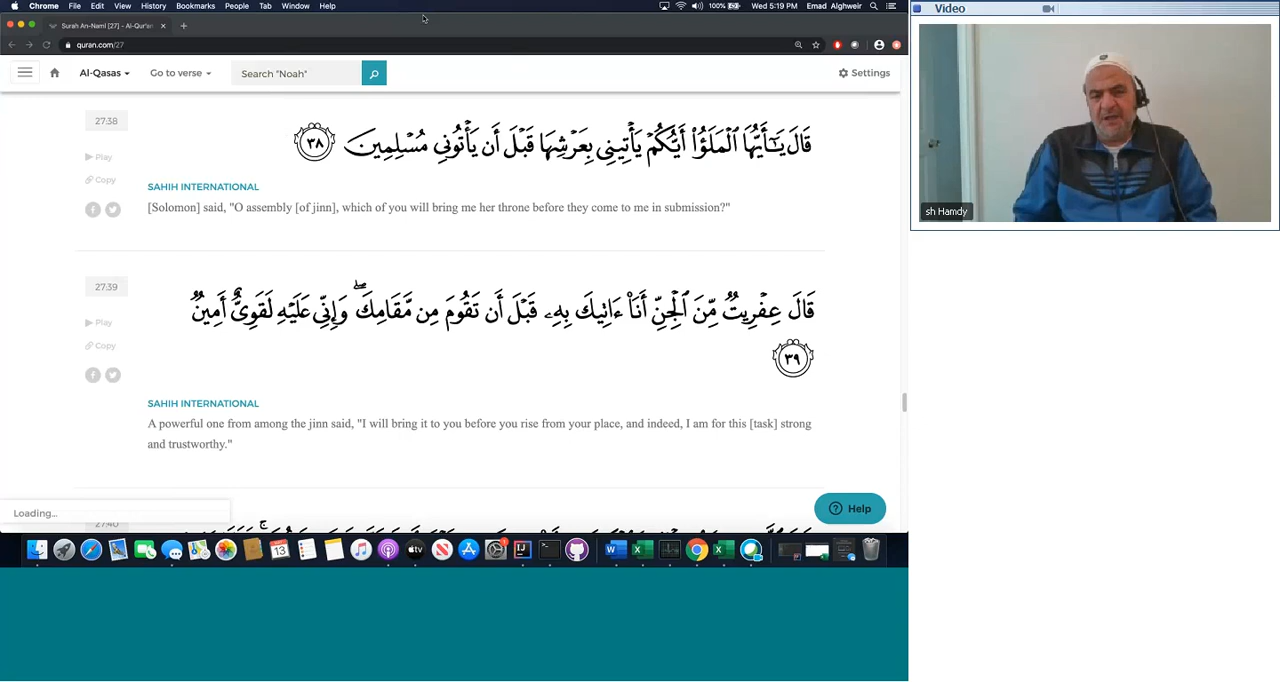 Chrome File Edit View History Bookmarks People Tab Window Help 100% Wed 5:19 PM Emad Alghweir
Surah An-Naml [27] - Al-Qur'an
quran.com/27
Al-Qasas Go to verse Search "Noah" Settings
27:38
قَالَ يَـٰٓأَيُّهَا ٱلْمَلَؤُا۟ أَيُّكُمْ يَأْتِينِى بِعَرْشِهَا قَبْلَ أَن يَأْتُونِى مُسْلِمِينَ ٣٨
Play
Copy
SAHIH INTERNATIONAL
[Solomon] said, "O assembly [of jinn], which of you will bring me her throne before they come to me in submission?"
27:39
قَالَ عِفْرِيتٌ مِّنَ ٱلْجِنِّ أَنَا۠ ءَاتِيكَ بِهِۦ قَبْلَ أَن تَقُومَ مِن مَّقَامِكَ ۖ وَإِنِّى عَلَيْهِ لَقَوِىٌّ أَمِينٌ
٣٩
Play
Copy
SAHIH INTERNATIONAL
A powerful one from among the jinn said, "I will bring it to you before you rise from your place, and indeed, I am for this [task] strong
and trustworthy."
Loading...
27:40
Help
Video
sh Hamdy